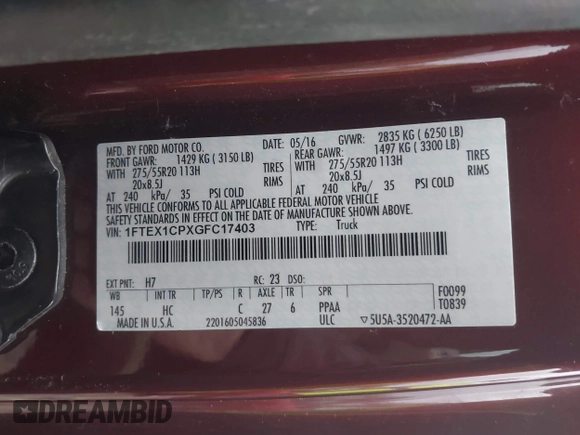 MFD. BY FORD MOTOR CO. DATE: 05/16 GVWR: 2835 KG ( 6250 LB)
FRONT GAWR: 1429 KG ( 3150 LB) REAR GAWR: 1497 KG ( 3300 LB)
WITH 275/55R20 113H TIRES WITH 275/55R20 113H TIRES
20x8.5J RIMS 20x8.5J RIMS
AT 240 kPa/ 35 PSI COLD AT 240 kPa/ 35 PSI COLD
THIS VEHICLE CONFORMS TO ALL APPLICABLE FEDERAL MOTOR VEHICLE
SAFETY STANDARDS IN EFFECT ON THE DATE OF MANUFACTURE SHOWN ABOVE.
VIN: 1FTEX1CPXGFC17403 TYPE: Truck
EXT PNT: H7 RC: 23 DSO: F0099
WB INT TR TP/PS R AXLE TR SPR T0839
145 HC C 27 6 PPAA
MADE IN U.S.A. 2201605045836 ULC ▽5U5A-3520472-AA
DREAMBID